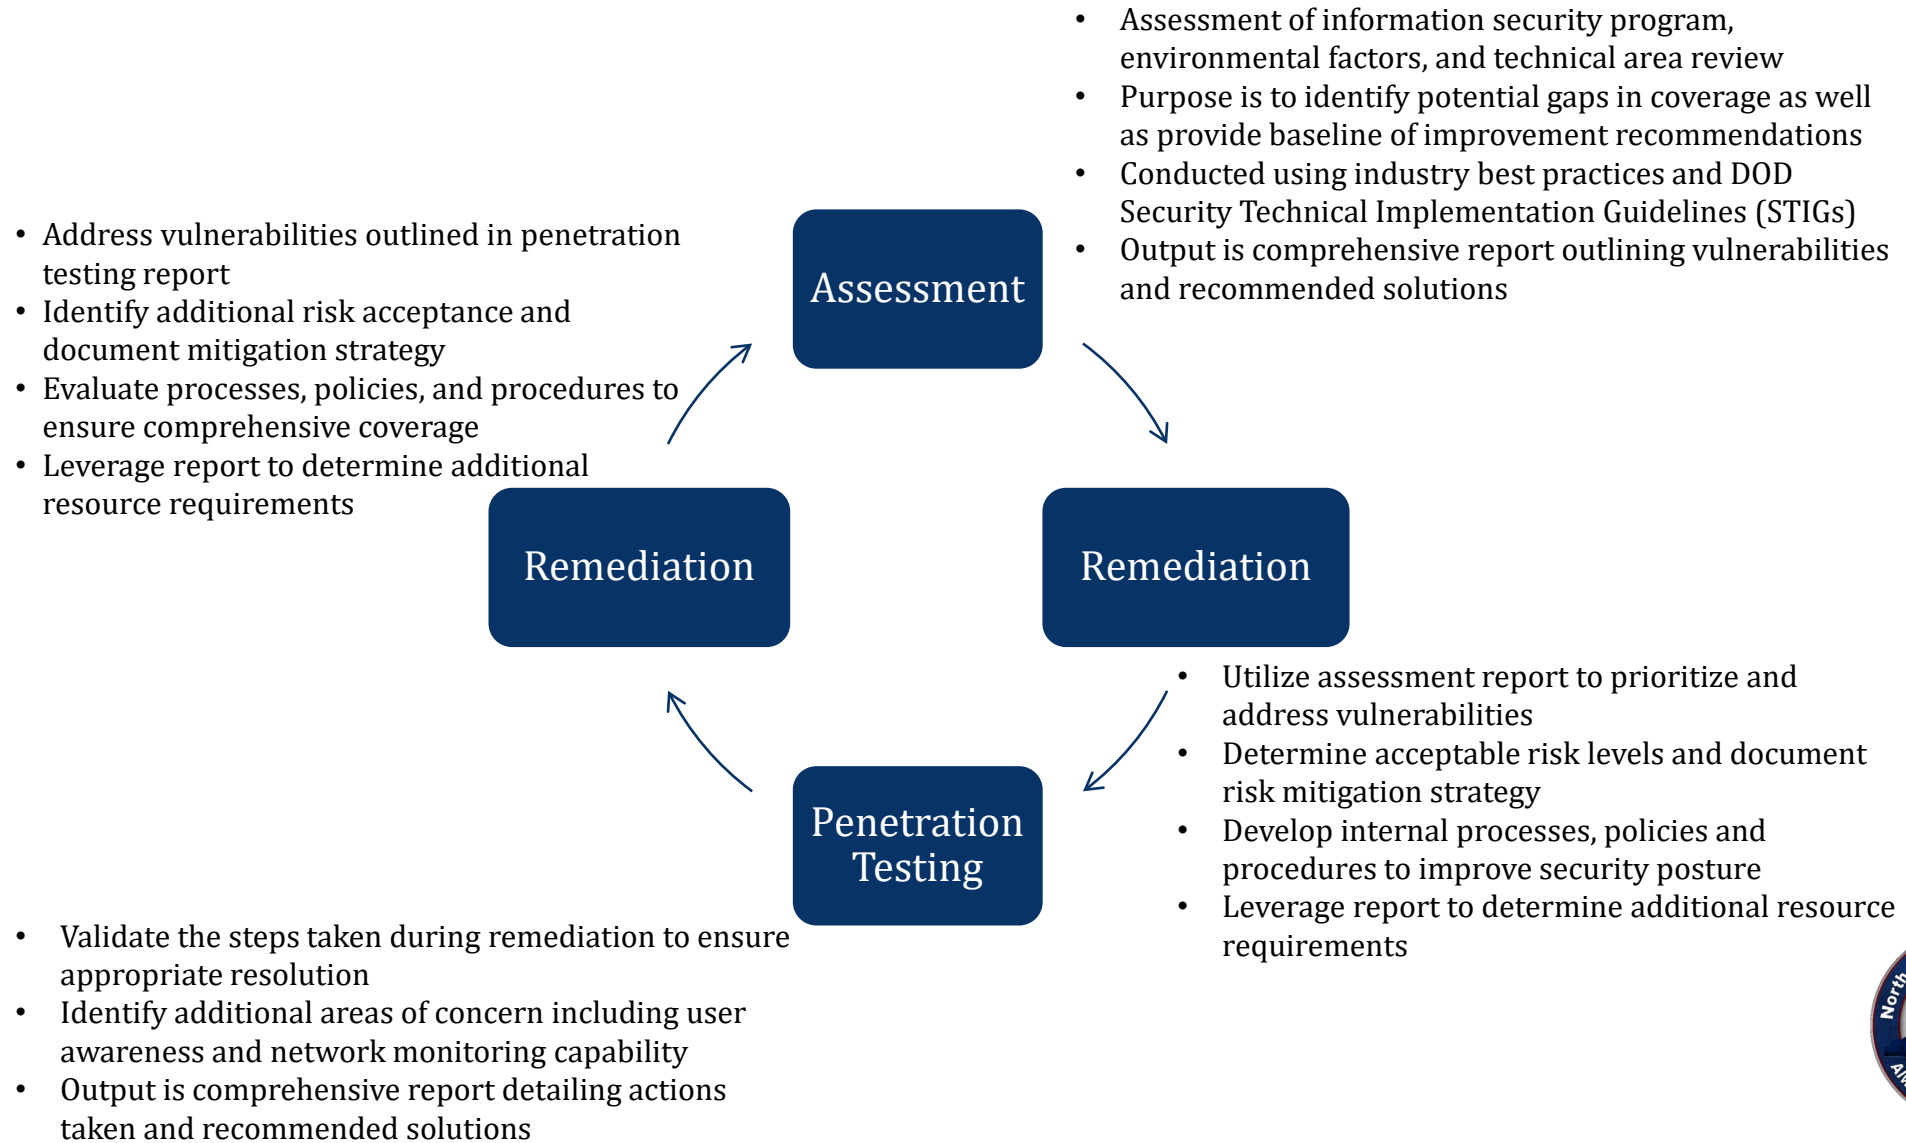 • Assessment of information security program,
environmental factors, and technical area review
• Purpose is to identify potential gaps in coverage as well
as provide baseline of improvement recommendations
• Conducted using industry best practices and DOD
Security Technical Implementation Guidelines (STIGs)
• Output is comprehensive report outlining vulnerabilities
and recommended solutions
• Address vulnerabilities outlined in penetration
testing report
• Identify additional risk acceptance and
document mitigation strategy
• Evaluate processes, policies, and procedures to
ensure comprehensive coverage
• Leverage report to determine additional
resource requirements
Assessment
Remediation
Remediation
• Utilize assessment report to prioritize and
address vulnerabilities
• Determine acceptable risk levels and document
risk mitigation strategy
• Develop internal processes, policies and
procedures to improve security posture
• Leverage report to determine additional resource
requirements
Penetration
Testing
• Validate the steps taken during remediation to ensure
appropriate resolution
• Identify additional areas of concern including user
awareness and network monitoring capability
• Output is comprehensive report detailing actions
taken and recommended solutions
North